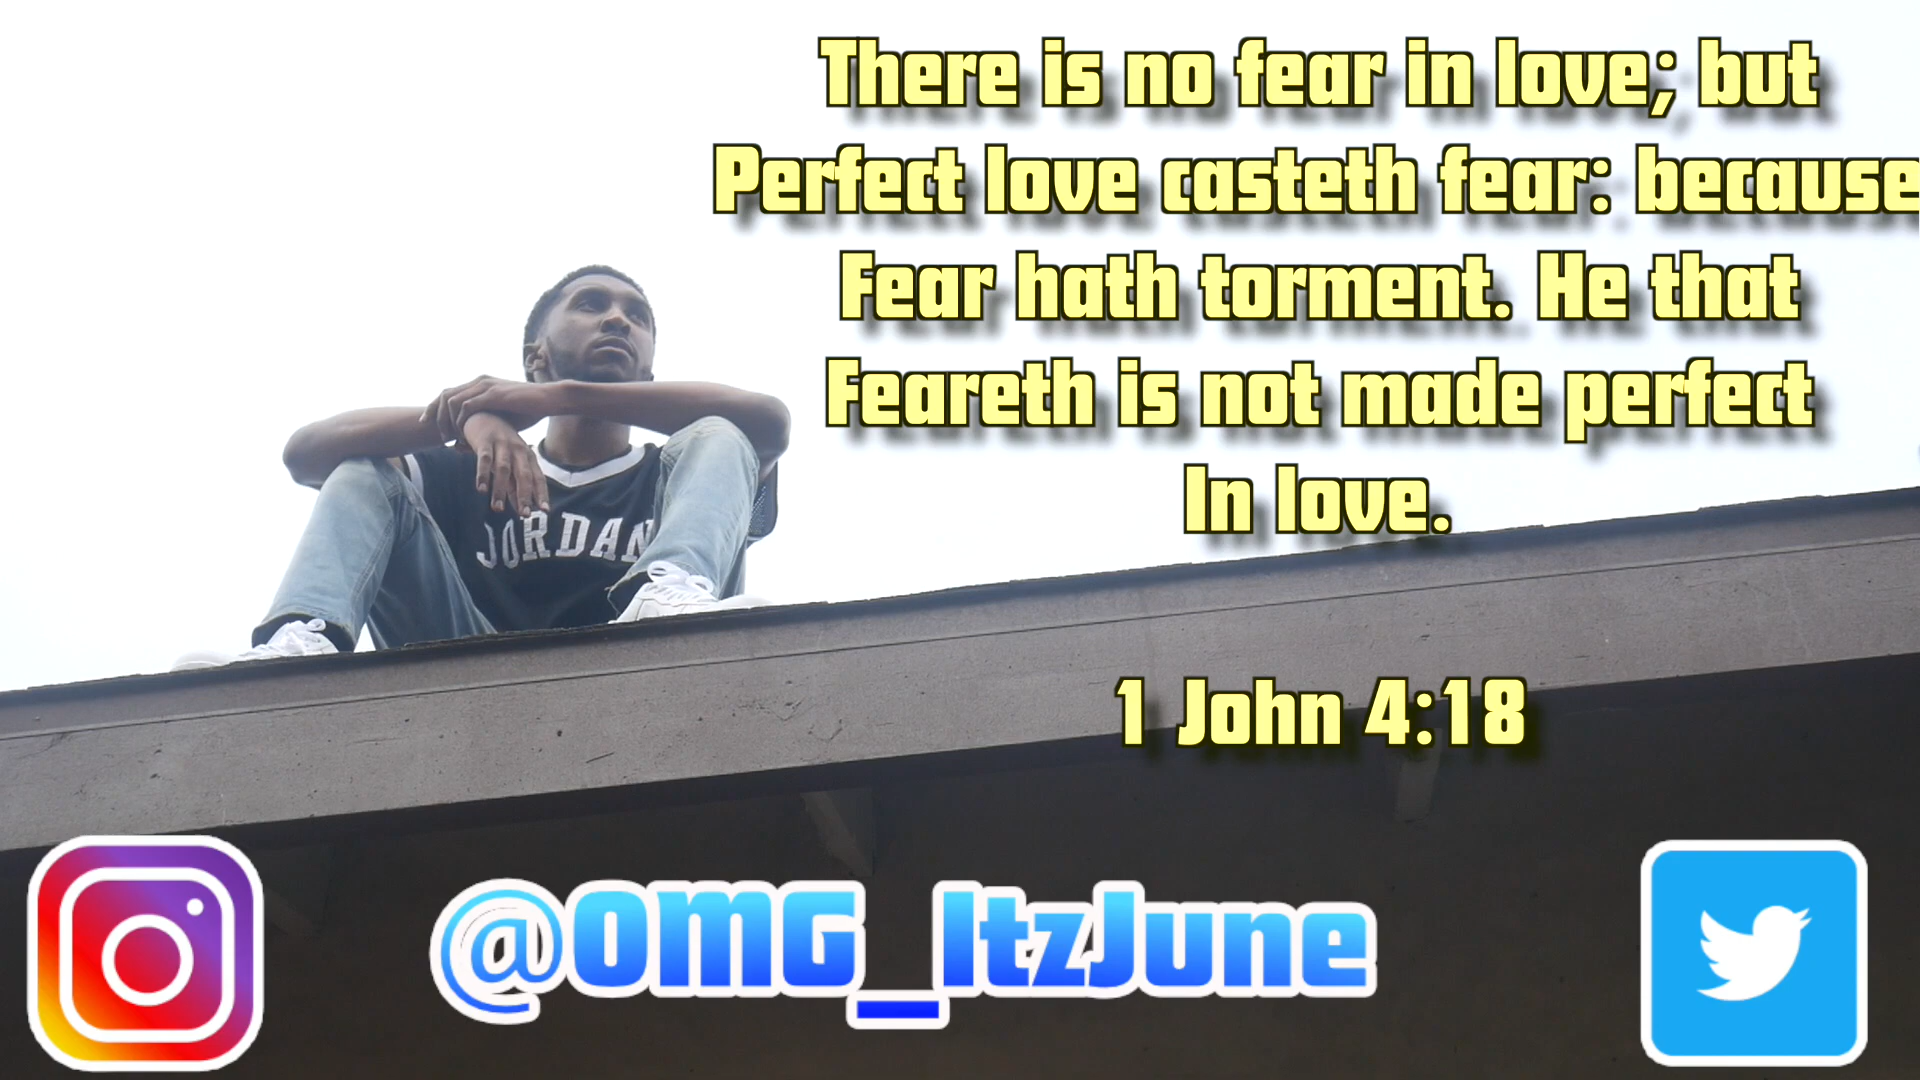 There is no fear in love; but
Perfect love casteth fear: because
Fear hath torment. He that
Feareth is not made perfect
In love.
JORDAN
1 John 4:18
@OMG_ItzJune